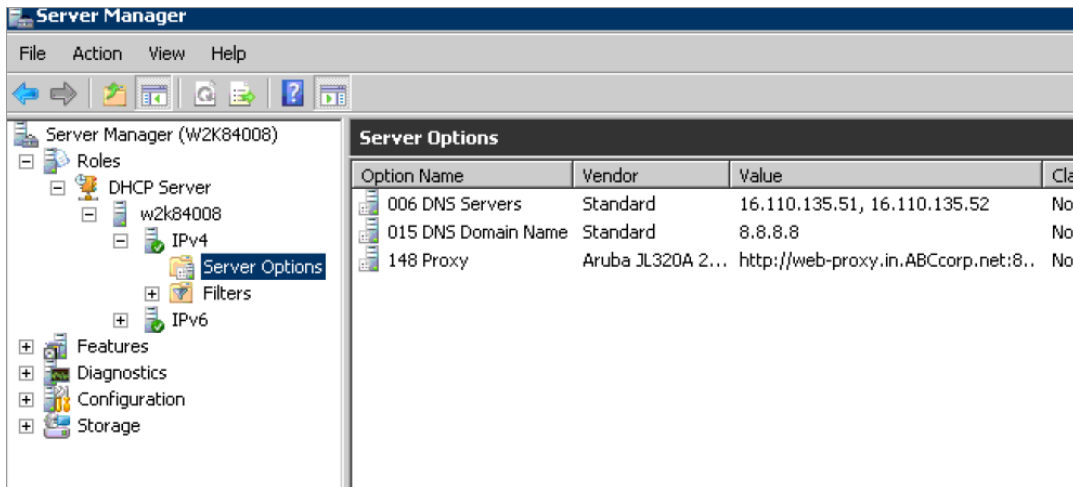 Server Manager
File Action View Help
Server Manager (W2K84008)
Roles
DHCP Server
w2k84008
IPv4
Server Options
Filters
IPv6
Features
Diagnostics
Configuration
Storage
Server Options
Option Name Vendor Value Cla
006 DNS Servers Standard 16.110.135.51, 16.110.135.52 No
015 DNS Domain Name Standard 8.8.8.8 No
148 Proxy Aruba JL320A 2... http://web-proxy.in.ABCcorp.net:8.. No